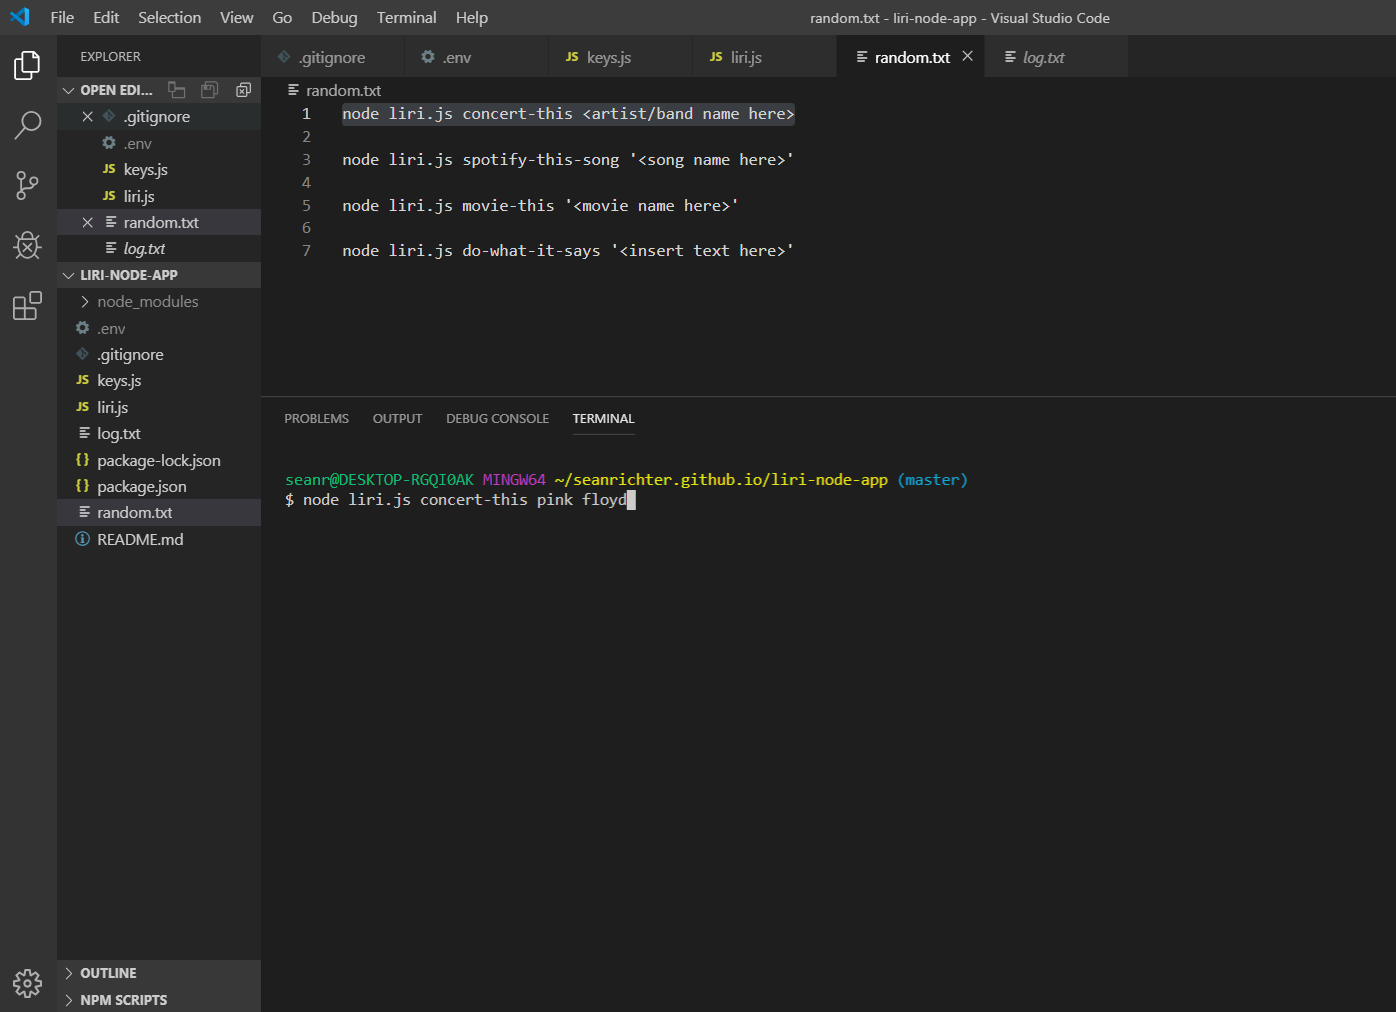 File Edit Selection View Go Debug Terminal Help random.txt - liri-node-app - Visual Studio Code
EXPLORER
OPEN EDI...
.gitignore
.env
JS keys.js
JS liri.js
random.txt
log.txt
LIRI-NODE-APP
node_modules
.env
.gitignore
JS keys.js
JS liri.js
log.txt
{} package-lock.json
{} package.json
random.txt
README.md
OUTLINE
NPM SCRIPTS
.gitignore .env JS keys.js JS liri.js random.txt log.txt
random.txt
1 node liri.js concert-this <artist/band name here>
2
3 node liri.js spotify-this-song '<song name here>'
4
5 node liri.js movie-this '<movie name here>'
6
7 node liri.js do-what-it-says '<insert text here>'
PROBLEMS OUTPUT DEBUG CONSOLE TERMINAL
seanr@DESKTOP-RGQI0AK MINGW64 ~/seanrichter.github.io/liri-node-app (master)
$ node liri.js concert-this pink floyd